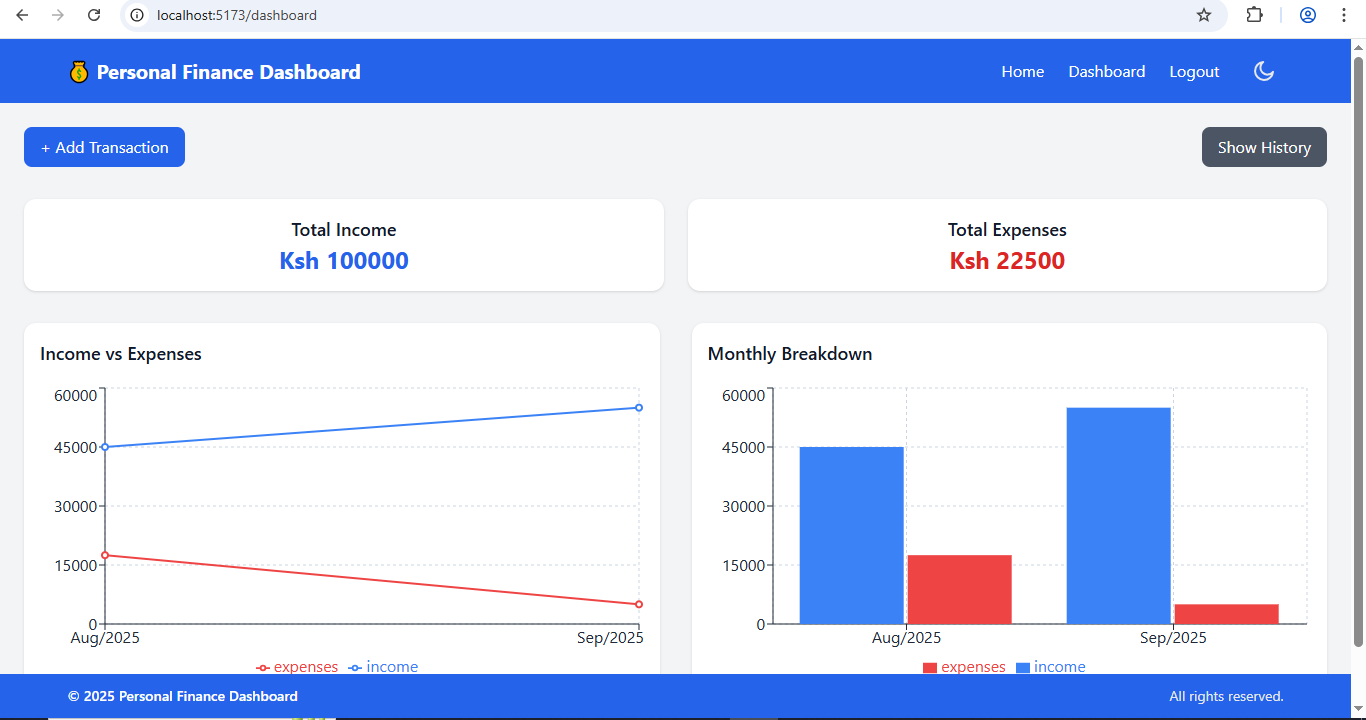 localhost:5173/dashboard
Personal Finance Dashboard
Home Dashboard Logout
+ Add Transaction
Show History
Total Income
Ksh 100000
Total Expenses
Ksh 22500
Income vs Expenses
60000
45000
30000
15000
0
Aug/2025 Sep/2025
expenses income
Monthly Breakdown
60000
45000
30000
15000
0
Aug/2025 Sep/2025
expenses income
© 2025 Personal Finance Dashboard
All rights reserved.